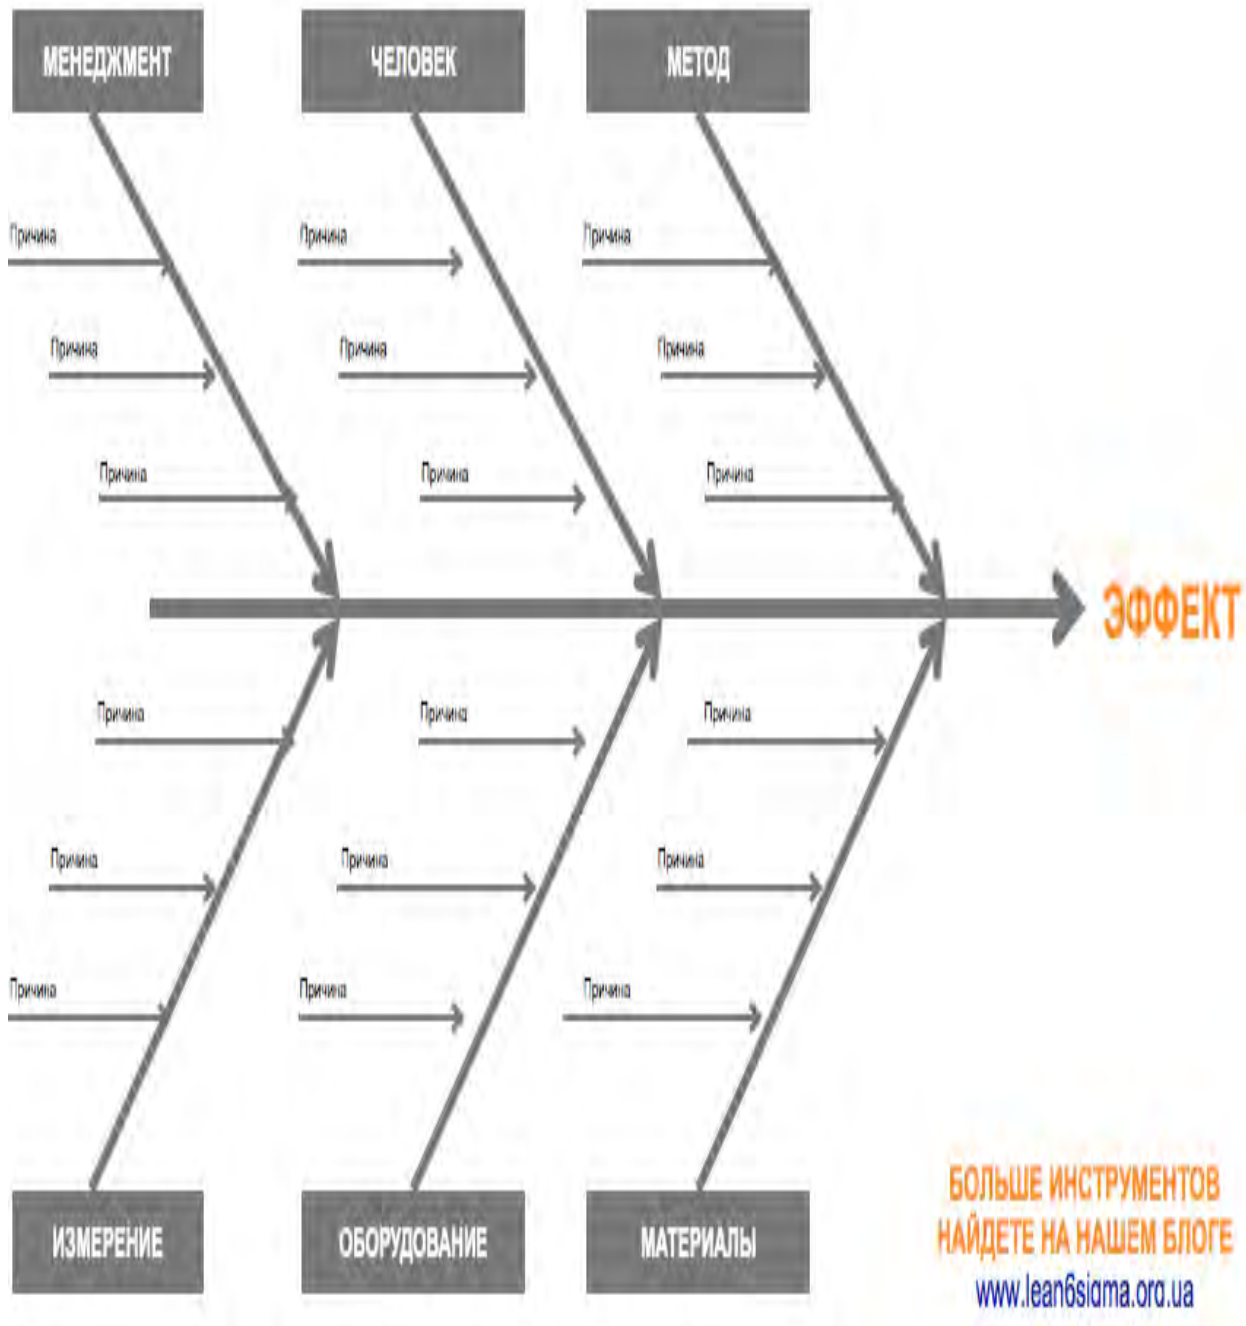 МЕНЕДЖМЕНТ
ЧЕЛОВЕК
МЕТОД
Причина
Причина
Причина
Причина
Причина
Причина
Причина
Причина
Причина
ЭФФЕКТ
Причина
Причина
Причина
Причина
Причина
Причина
Причина
Причина
Причина
ИЗМЕРЕНИЕ
ОБОРУДОВАНИЕ
МАТЕРИАЛЫ
БОЛЬШЕ ИНСТРУМЕНТОВ
НАЙДЕТЕ НА НАШЕМ БЛОГЕ
www.lean6sigma.org.ua